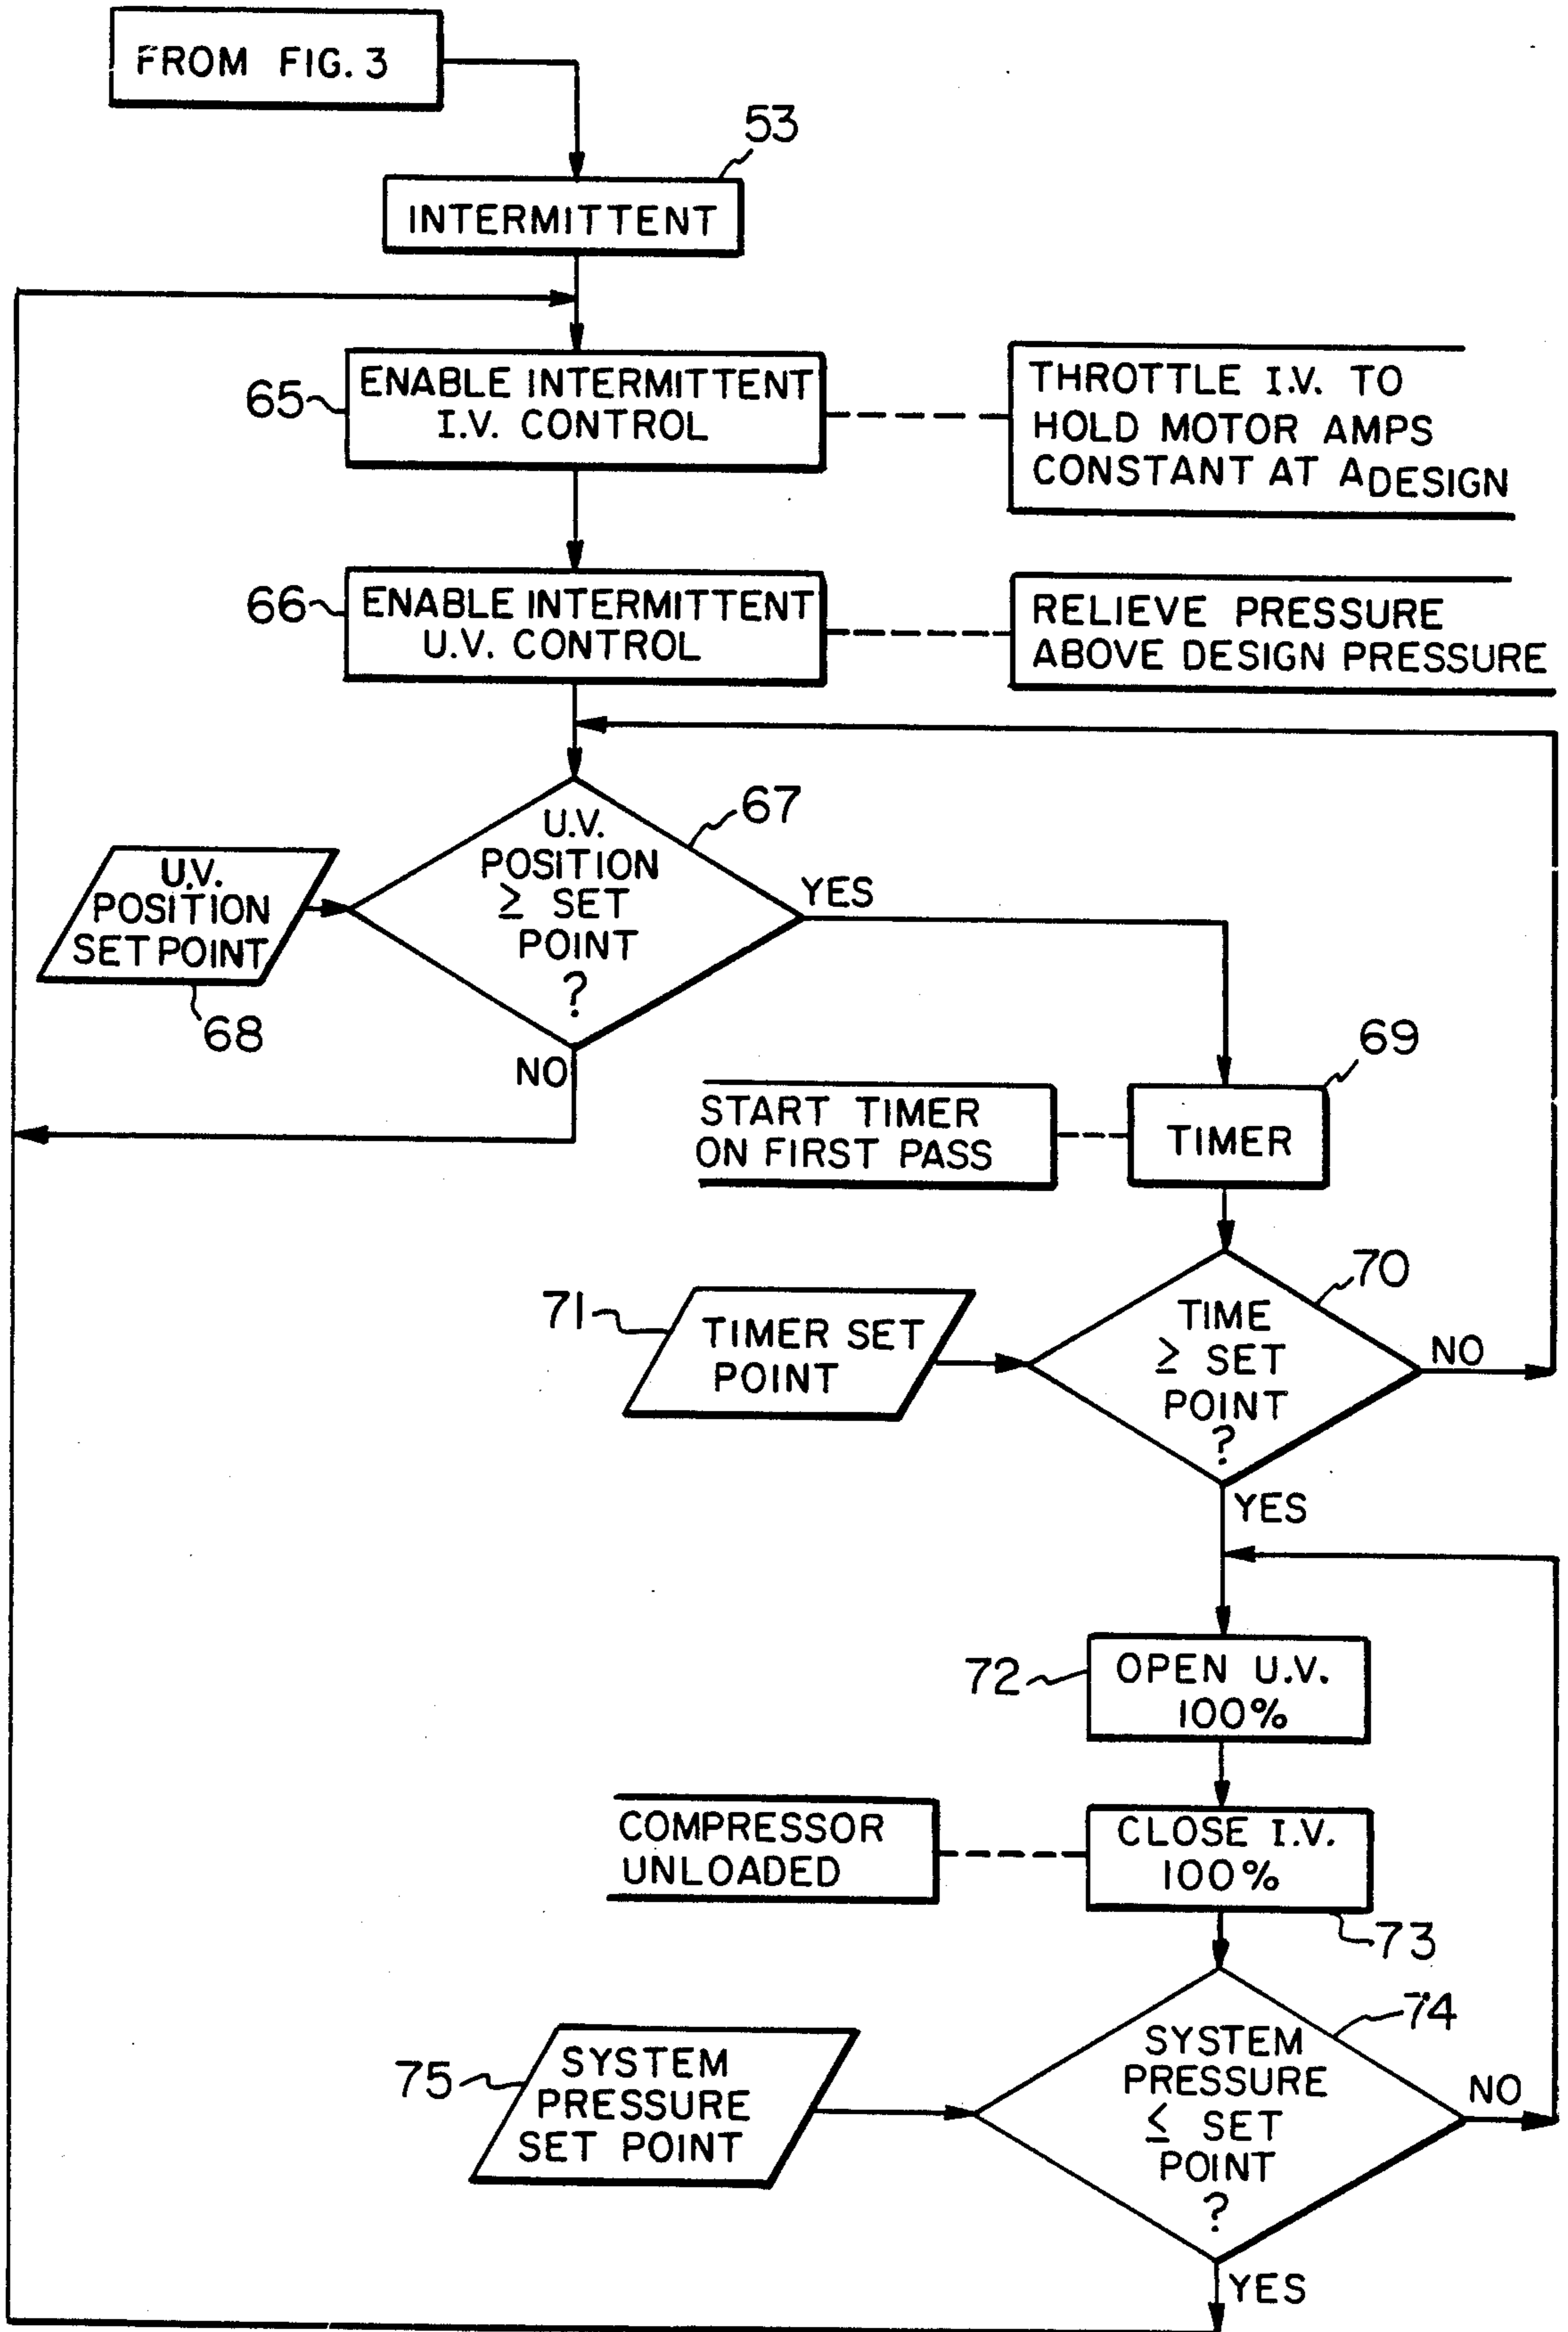 FROM FIG. 3
53
INTERMITTENT
65
ENABLE INTERMITTENT
I.V. CONTROL
THROTTLE I.V. TO
HOLD MOTOR AMPS
CONSTANT AT ADESIGN
66
ENABLE INTERMITTENT
U.V. CONTROL
RELIEVE PRESSURE
ABOVE DESIGN PRESSURE
67
U.V.
POSITION
≥ SET
POINT
?
YES
NO
U.V.
POSITION
SET POINT
68
69
START TIMER
ON FIRST PASS
TIMER
70
71
TIMER SET
POINT
TIME
≥ SET
POINT
?
NO
YES
72
OPEN U.V.
100%
COMPRESSOR
UNLOADED
CLOSE I.V.
100%
73
74
75
SYSTEM
PRESSURE
SET POINT
SYSTEM
PRESSURE
≤ SET
POINT
?
NO
YES